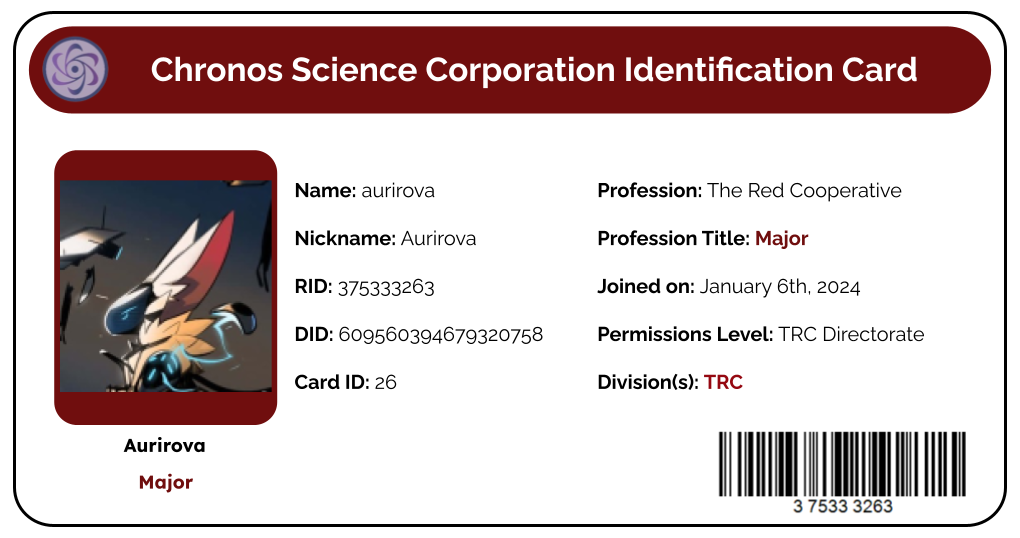 Chronos Science Corporation Identification Card
Name: aurirova
Nickname: Aurirova
RID: 375333263
DID: 609560394679320758
Card ID: 26
Profession: The Red Cooperative
Profession Title: Major
Joined on: January 6th, 2024
Permissions Level: TRC Directorate
Division(s): TRC
Aurirova
Major
3 7533 3263